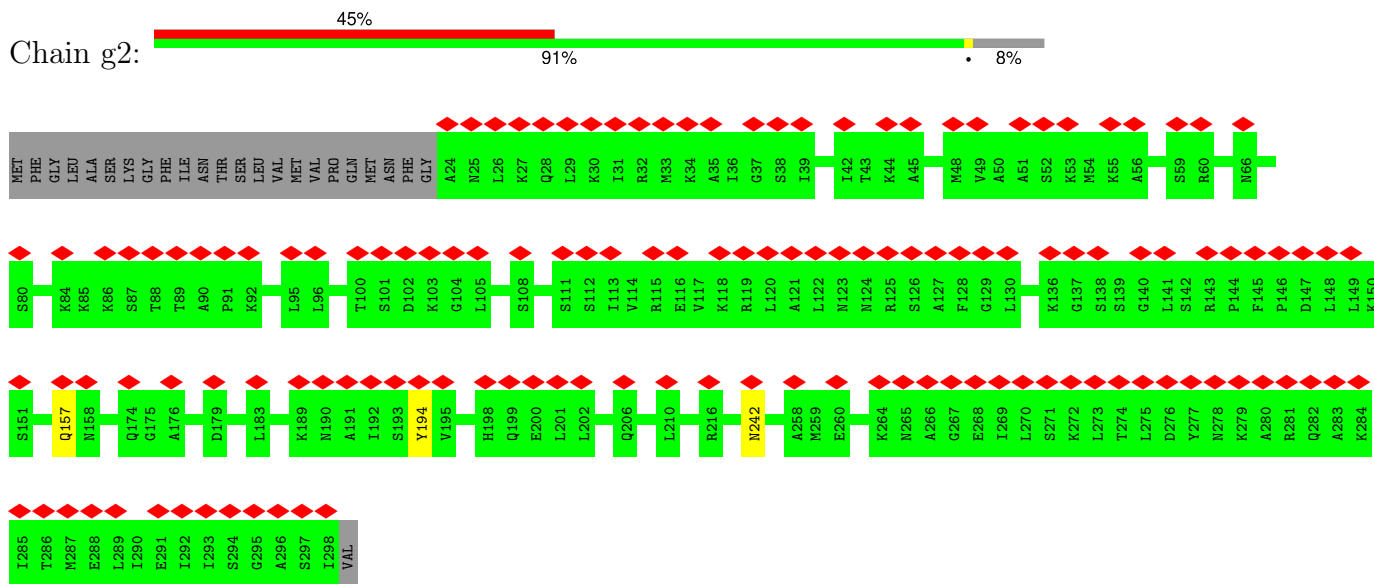 45%
Chain g2:
91% • 8%
MET PHE GLY LEU ALA SER LYS GLY PHE ILE ASN THR SER LEU VAL MET VAL PRO GLN MET ASN PHE GLY A24 N25 L26 K27 Q28 L29 K30 I31 R32 M33 K34 A35 I36 G37 S38 I39 I42 T43 K44 A45 M48 V49 A50 A51 S52 K53 M54 K55 A56 S59 R60 N66
S80 K84 K85 K86 S87 T88 T89 A90 P91 K92 L95 L96 T100 S101 D102 K103 G104 L105 S108 S111 S112 I113 V114 R115 E116 V117 K118 R119 L120 A121 L122 N123 N124 R125 S126 A127 F128 G129 L130 K136 G137 S138 S139 G140 L141 S142 R143 P144 F145 P146 D147 L148 L149 K150
S151 Q157 N158 Q174 G175 A176 D179 L183 K189 N190 A191 I192 S193 Y194 V195 H198 Q199 E200 L201 L202 Q206 L210 R216 N242 A258 M259 E260 K264 N265 A266 G267 E268 I269 L270 S271 K272 L273 T274 L275 D276 Y277 N278 K279 A280 R281 Q282 A283 K284
I285 T286 M287 E288 L289 I290 E291 I292 I293 S294 G295 A296 S297 I298 VAL